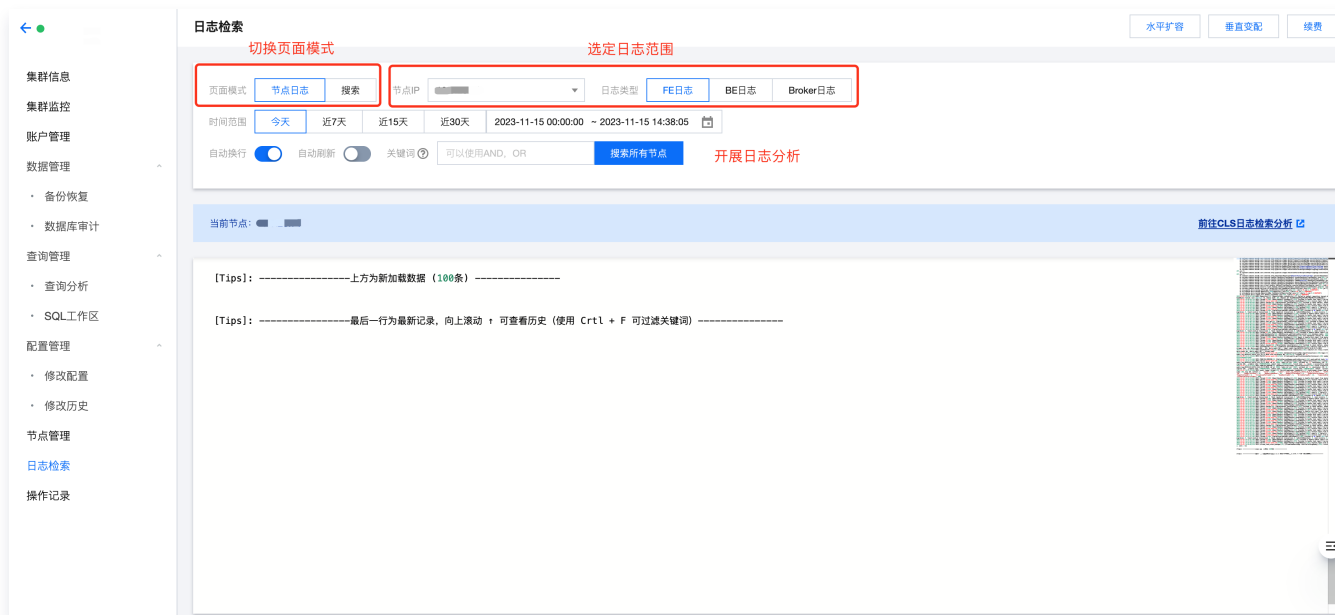 日志检索
水平扩容 垂直变配 续费
切换页面模式 选定日志范围
集群信息
集群监控
账户管理
数据管理
· 备份恢复
· 数据库审计
查询管理
· 查询分析
· SQL工作区
配置管理
· 修改配置
· 修改历史
节点管理
日志检索
操作记录
页面模式 节点日志 搜索 节点IP 日志类型 FE日志 BE日志 Broker日志
时间范围 今天 近7天 近15天 近30天 2023-11-15 00:00:00 ~ 2023-11-15 14:38:05
自动换行 自动刷新 关键词 可以使用AND、OR 搜索所有节点 开展日志分析
当前节点: 前往CLS日志检索分析
[Tips]: ----------------上方为新加载数据 (100条) ---------------
[Tips]: ----------------最后一行为最新记录, 向上滚动 ↑ 可查看历史 (使用 Crtl + F 可过滤关键词) ---------------